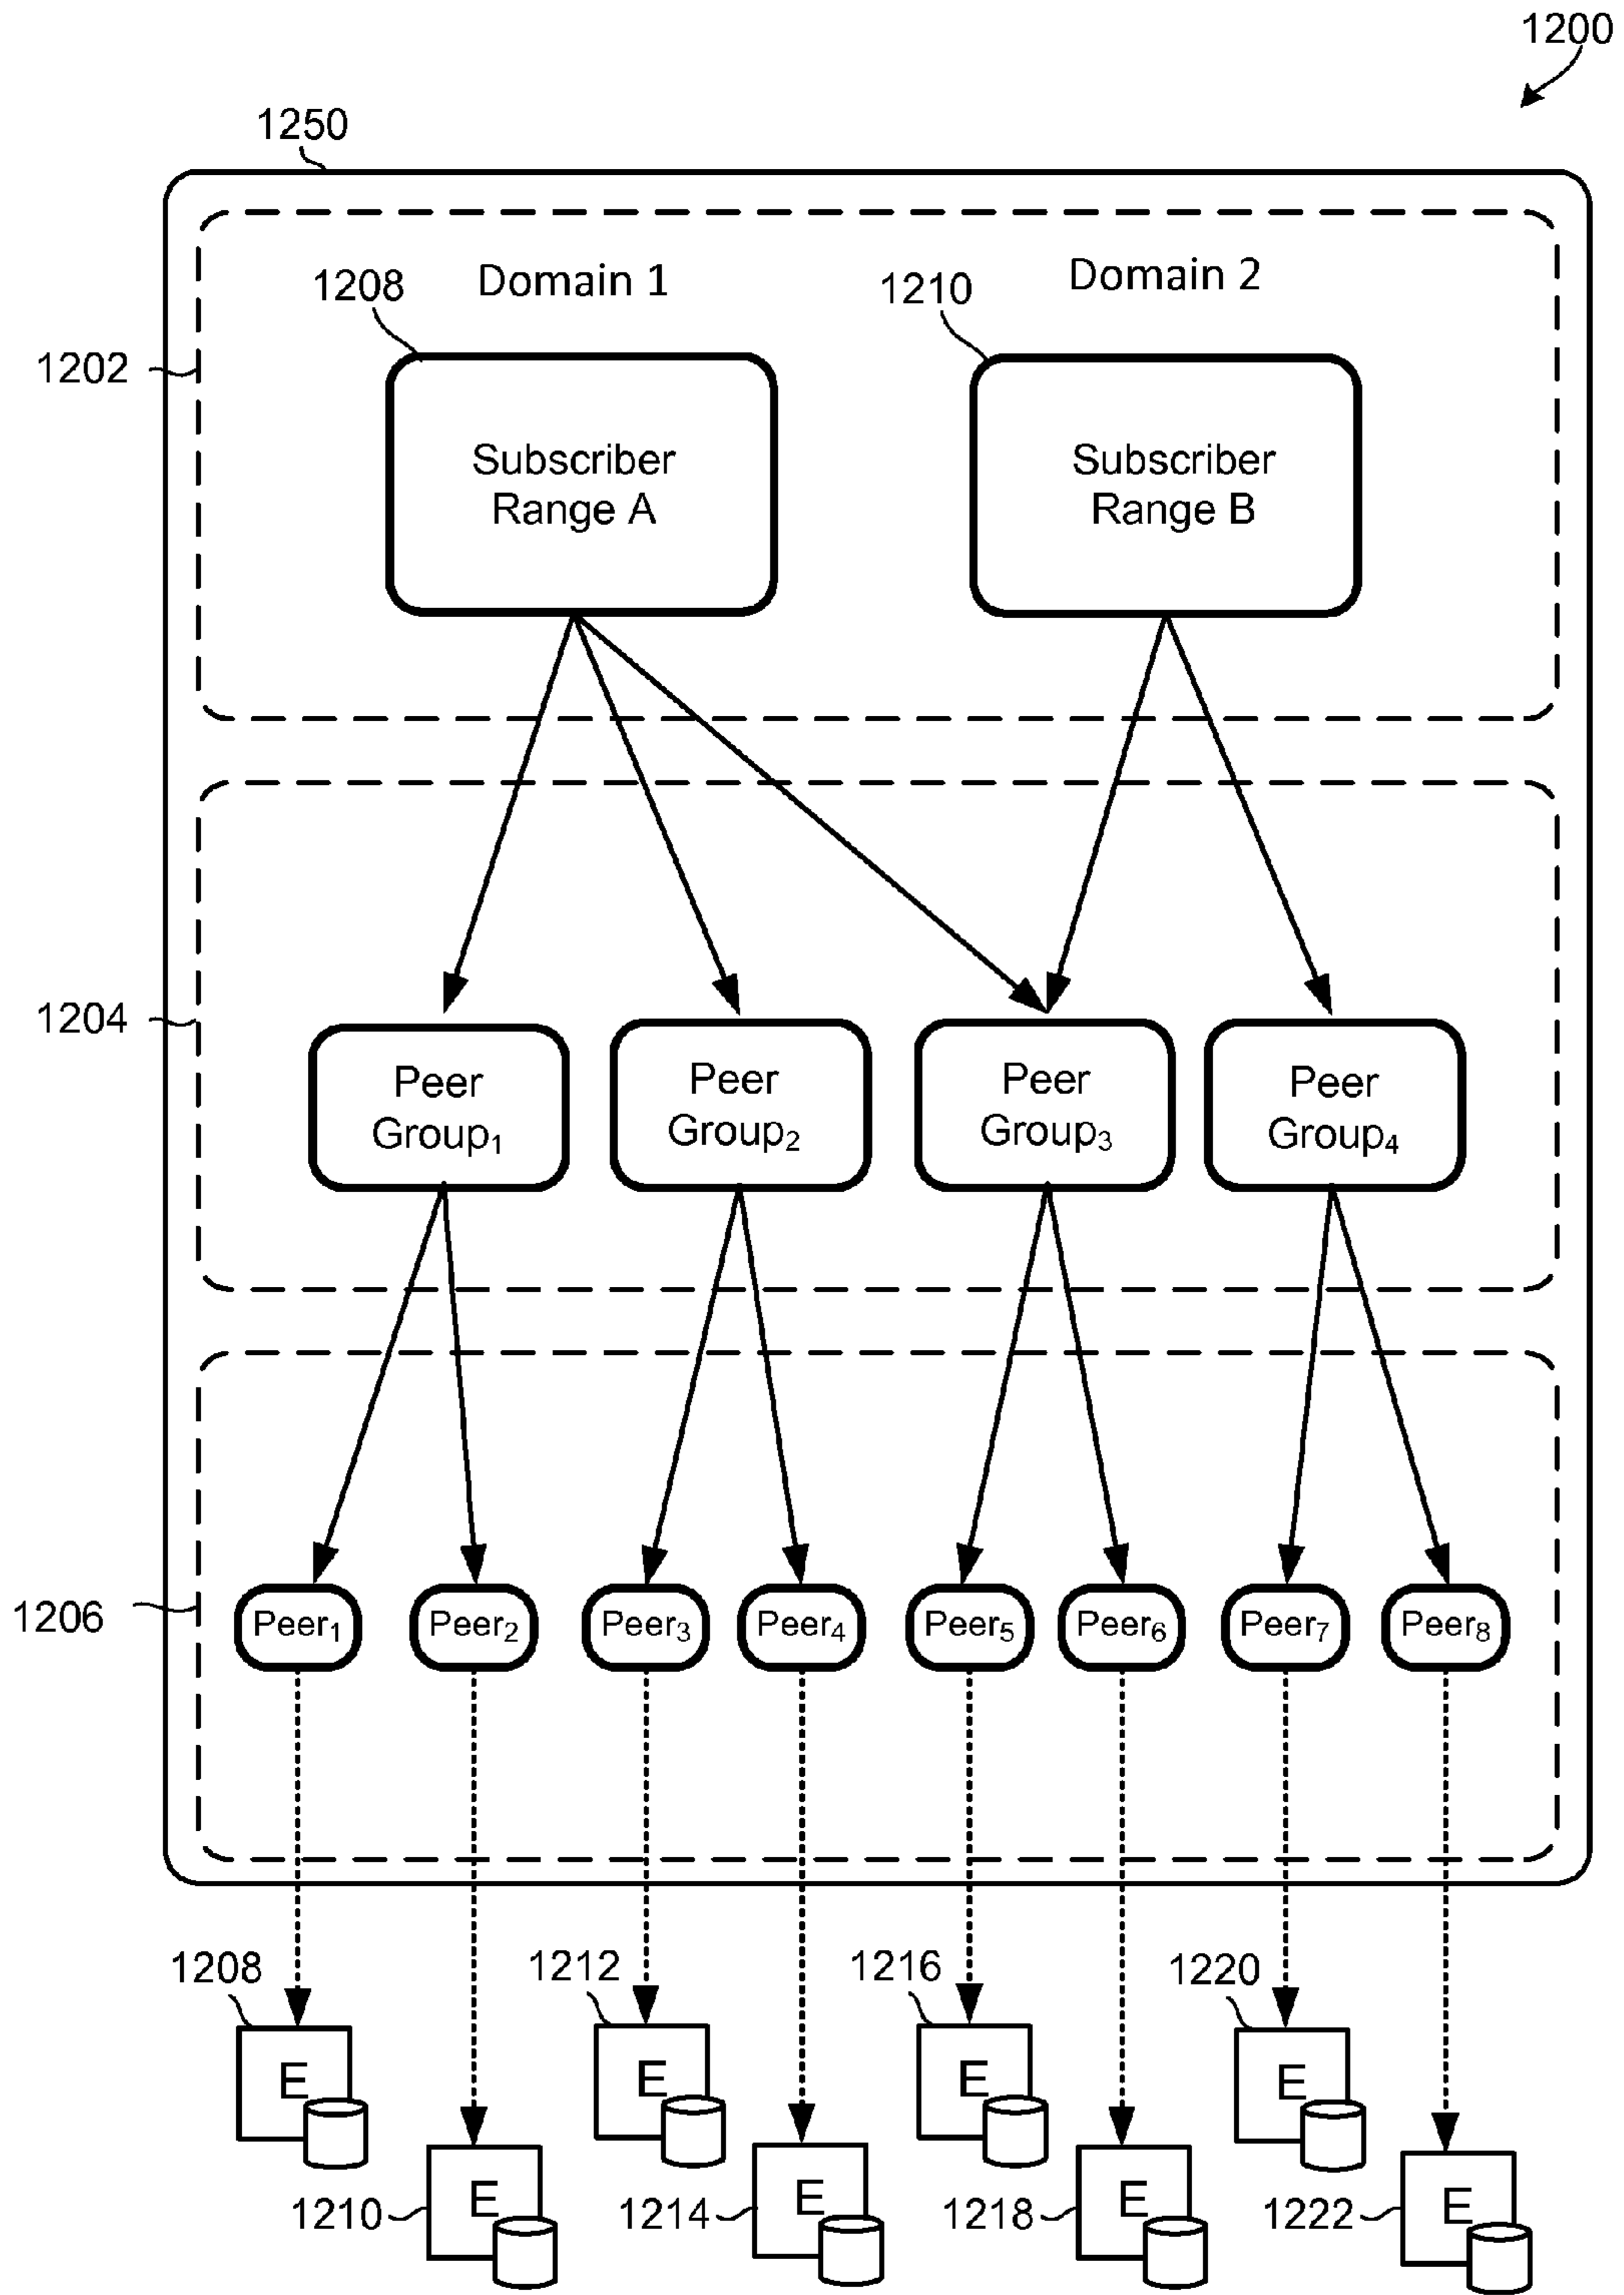 1200
1250
1208
Domain 1
1210
Domain 2
1202
Subscriber
Range A
Subscriber
Range B
1204
Peer
Group₁
Peer
Group₂
Peer
Group₃
Peer
Group₄
1206
Peer₁
Peer₂
Peer₃
Peer₄
Peer₅
Peer₆
Peer₇
Peer₈
1208
1212
1216
1220
E
E
E
E
1210
E
1214
E
1218
E
1222
E